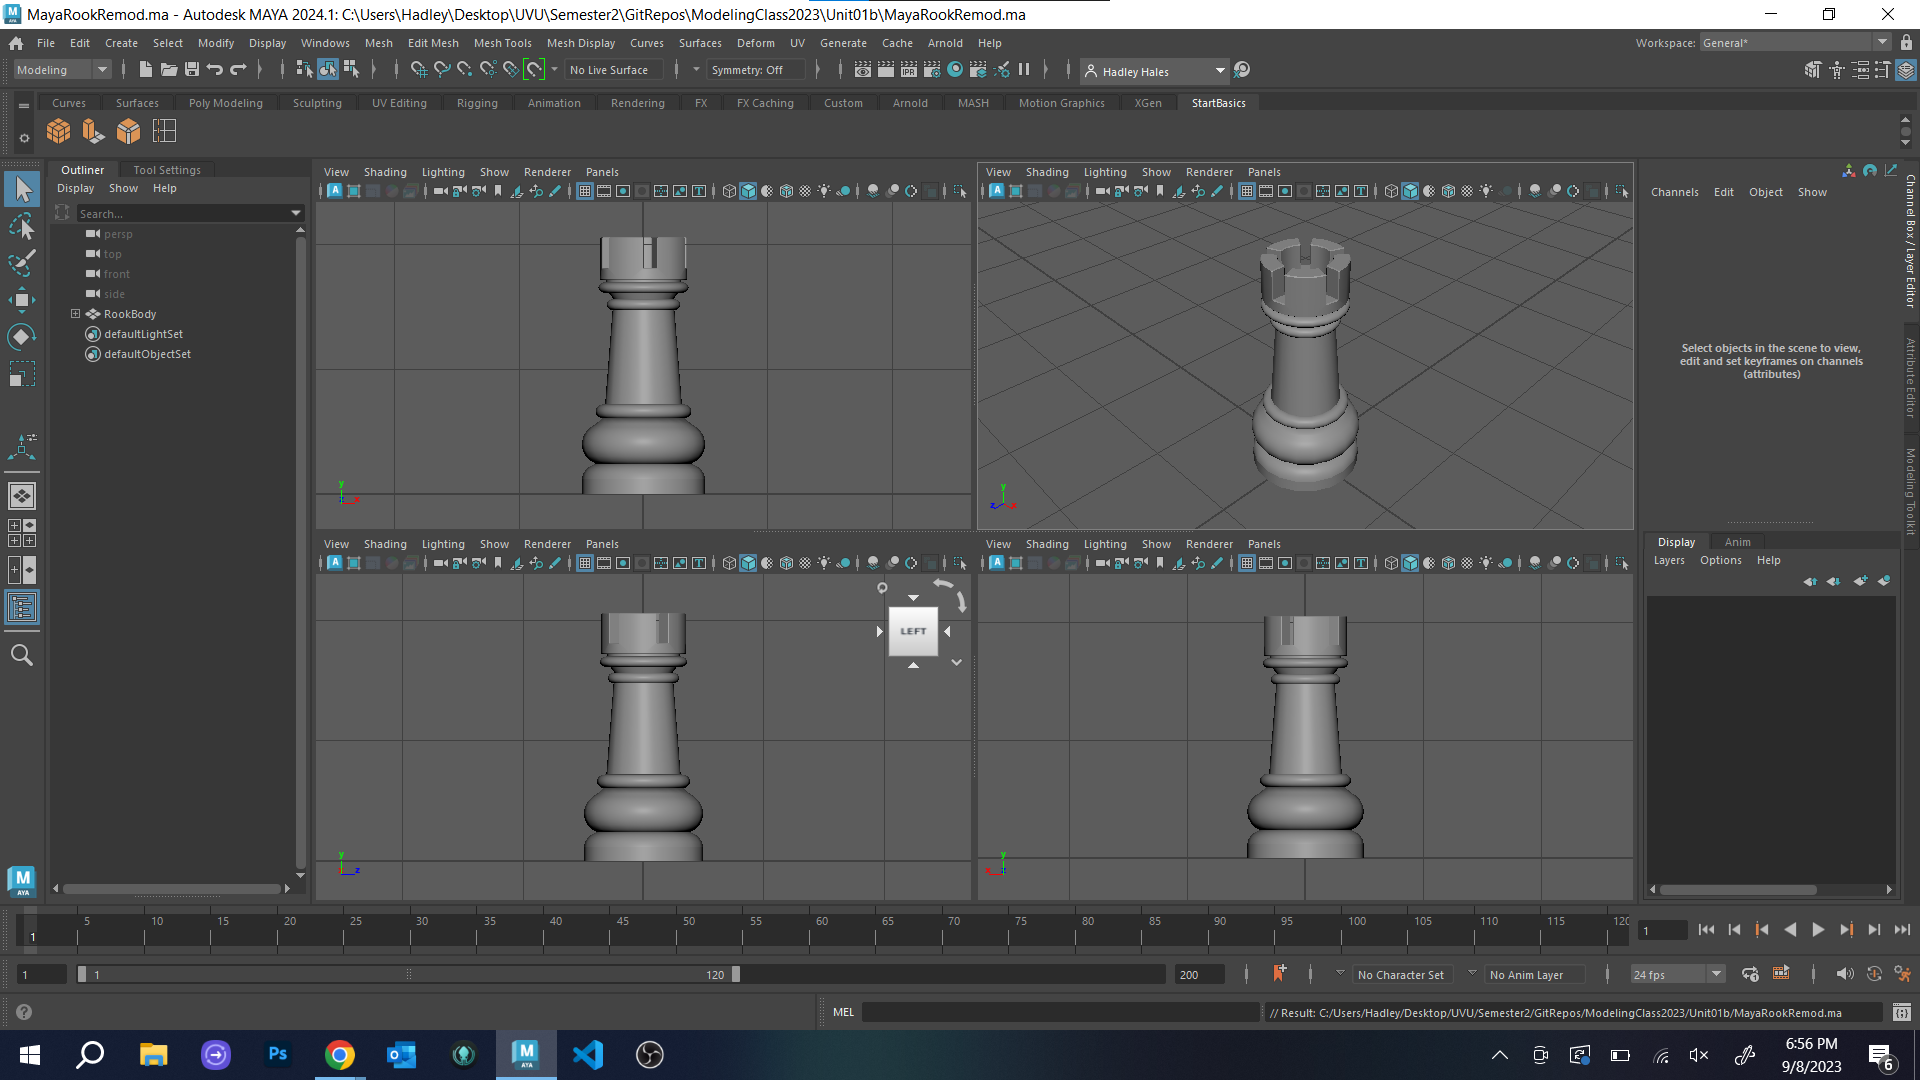 MayaRookRemod.ma - Autodesk MAYA 2024.1: C:\Users\Hadley\Desktop\UVU\Semester2\GitRepos\ModelingClass2023\Unit01b\MayaRookRemod.ma
File Edit Create Select Modify Display Windows Mesh Edit Mesh Mesh Tools Mesh Display Curves Surfaces Deform UV Generate Cache Arnold Help Workspace: General*
Modeling No Live Surface Symmetry: Off IPR Hadley Hales
Curves Surfaces Poly Modeling Sculpting UV Editing Rigging Animation Rendering FX FX Caching Custom Arnold MASH Motion Graphics XGen StartBasics
Outliner Tool Settings
Display Show Help
Search...
persp
top
front
side
RookBody
defaultLightSet
defaultObjectSet
View Shading Lighting Show Renderer Panels
y
x
View Shading Lighting Show Renderer Panels
y
z x
View Shading Lighting Show Renderer Panels
LEFT
y
z
View Shading Lighting Show Renderer Panels
y
x
Channels Edit Object Show
Select objects in the scene to view,
edit and set keyframes on channels
(attributes)
Channel Box / Layer Editor
Attribute Editor
Modeling Toolkit
Display Anim
Layers Options Help
M
AYA
5 10 15 20 25 30 35 40 45 50 55 60 65 70 75 80 85 90 95 100 105 110 115 120
1
1
1 1 120 200 No Character Set No Anim Layer 24 fps
MEL // Result: C:/Users/Hadley/Desktop/UVU/Semester2/GitRepos/ModelingClass2023/Unit01b/MayaRookRemod.ma
Ps
M
AYA
6:56 PM
9/8/2023
6